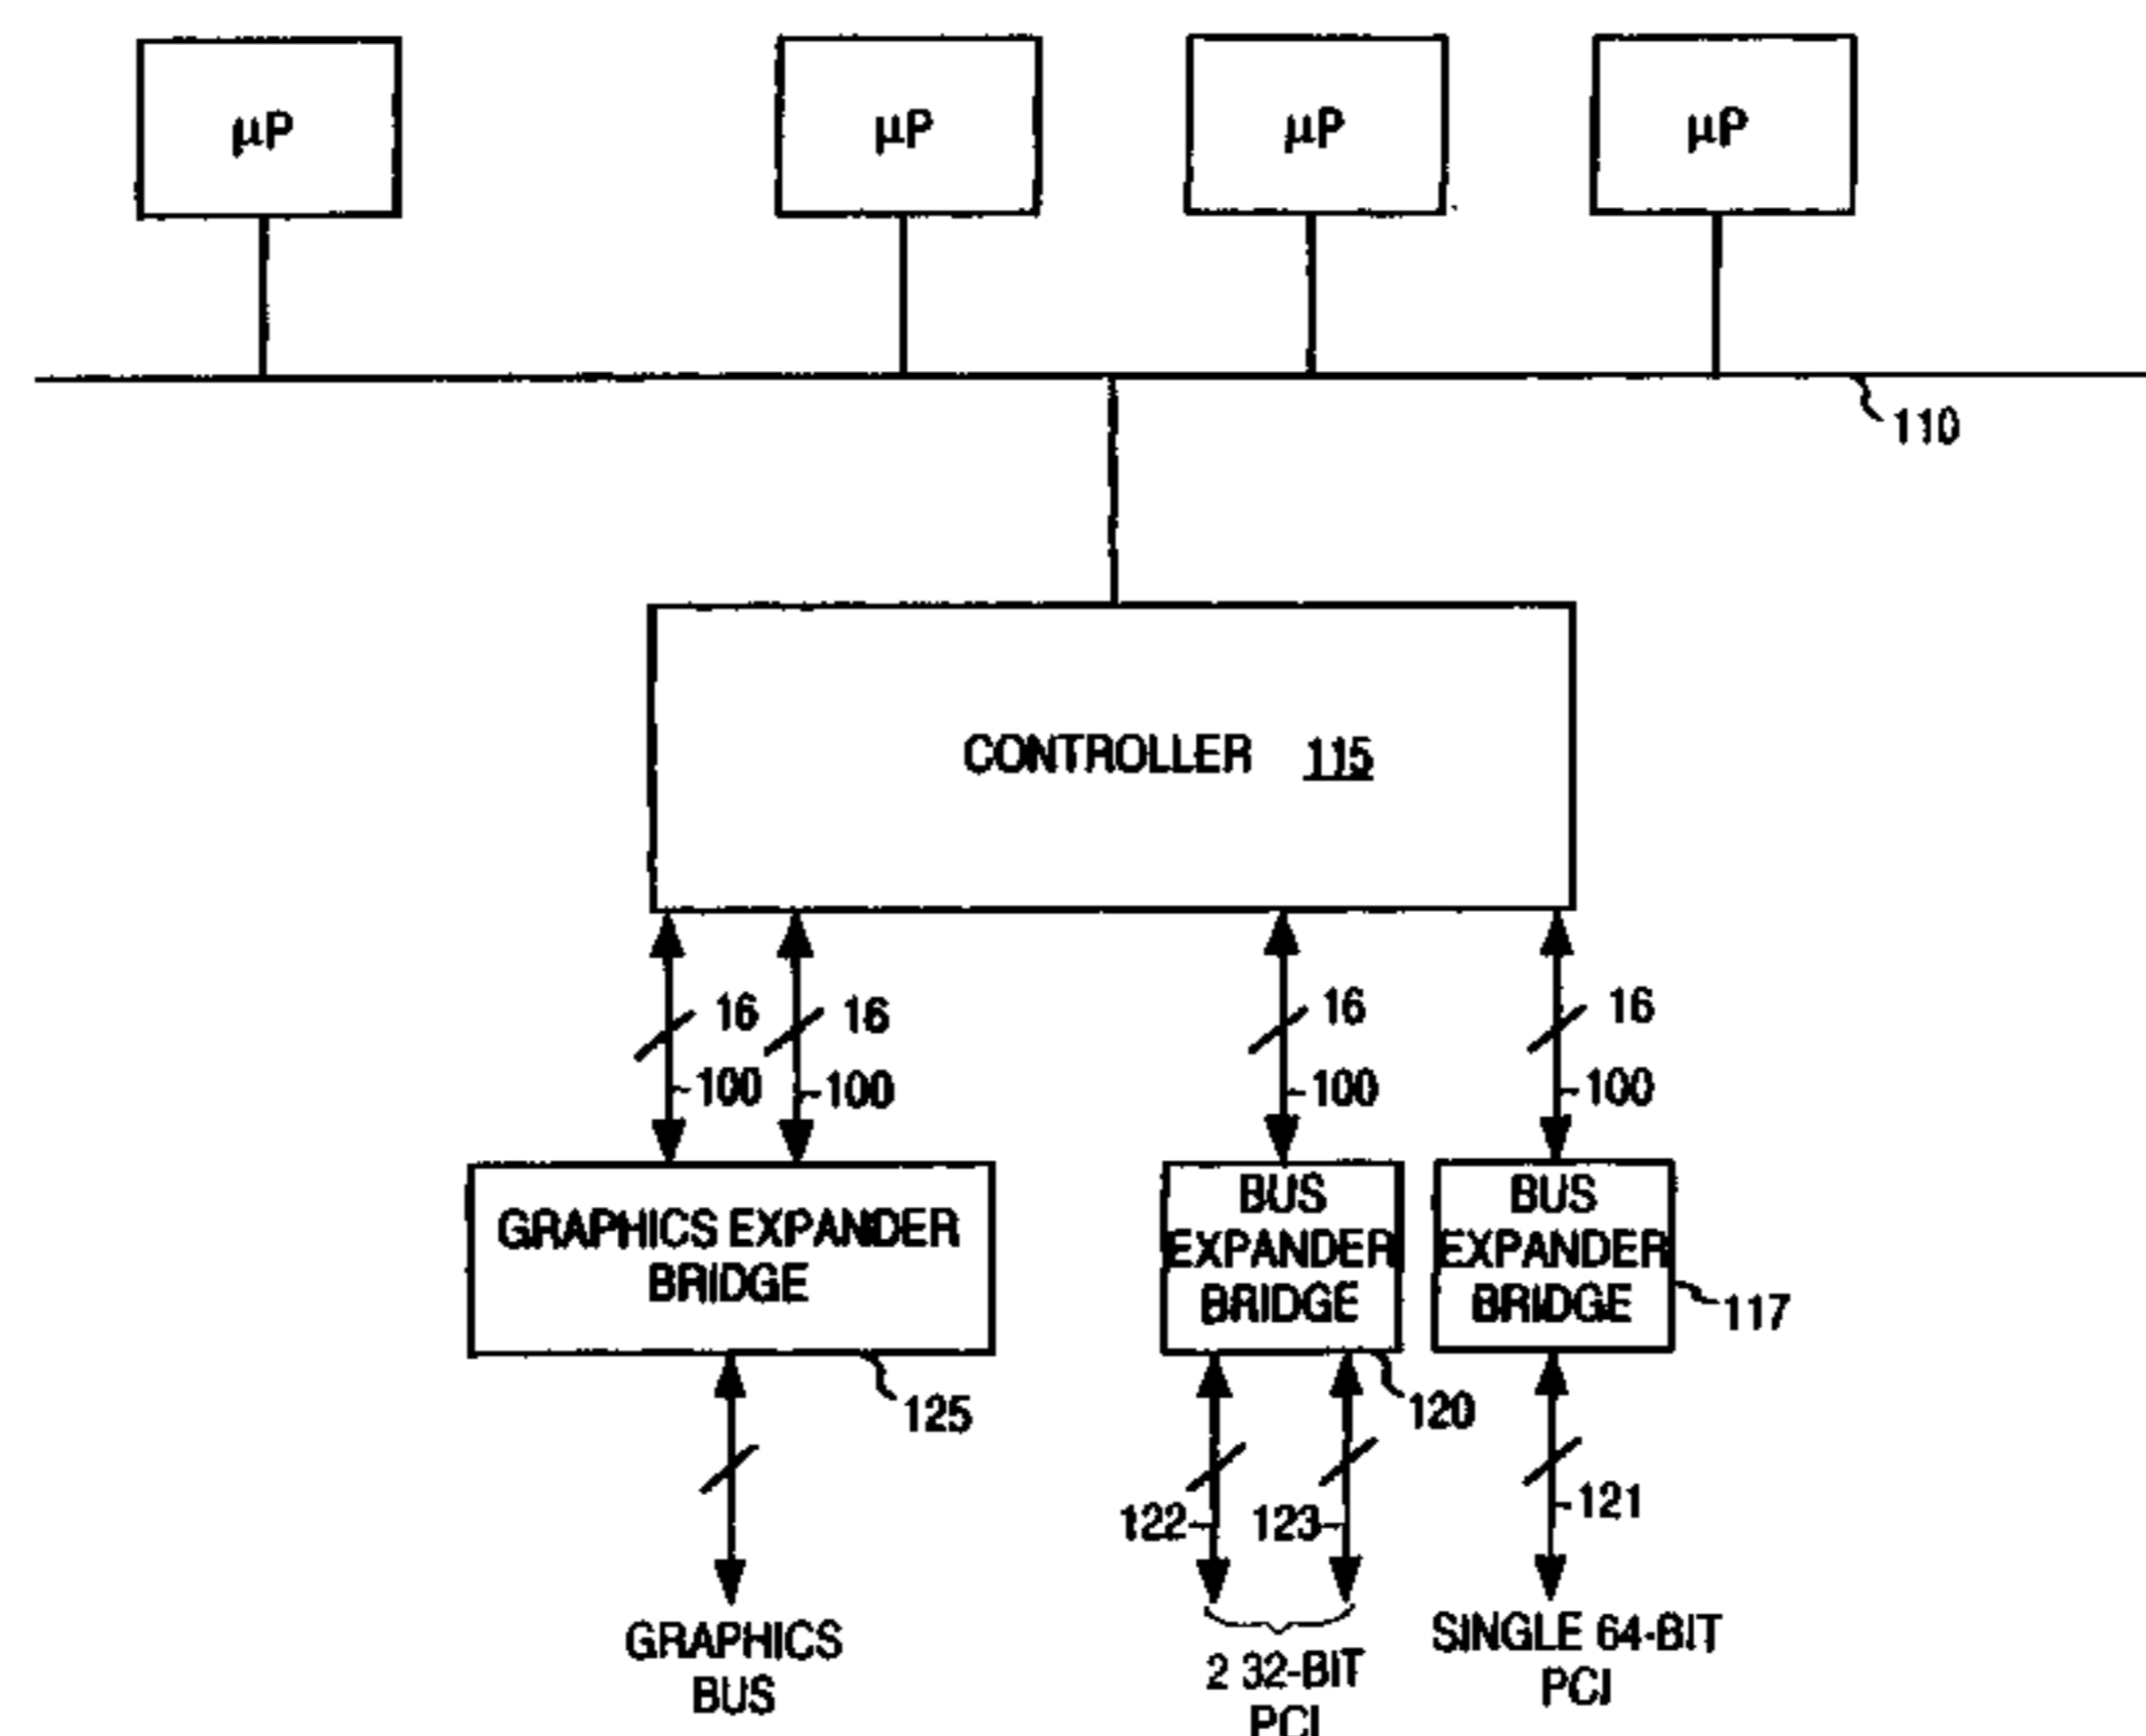 µP
µP
µP
µP
110
CONTROLLER 115
16
16
16
16
100
100
100
100
GRAPHICS EXPANDER
BRIDGE
BUS
EXPANDER
BRIDGE
BUS
EXPANDER
BRIDGE
117
125
120
122
123
121
GRAPHICS
BUS
2 32-BIT
PCI
SINGLE 64-BIT
PCI